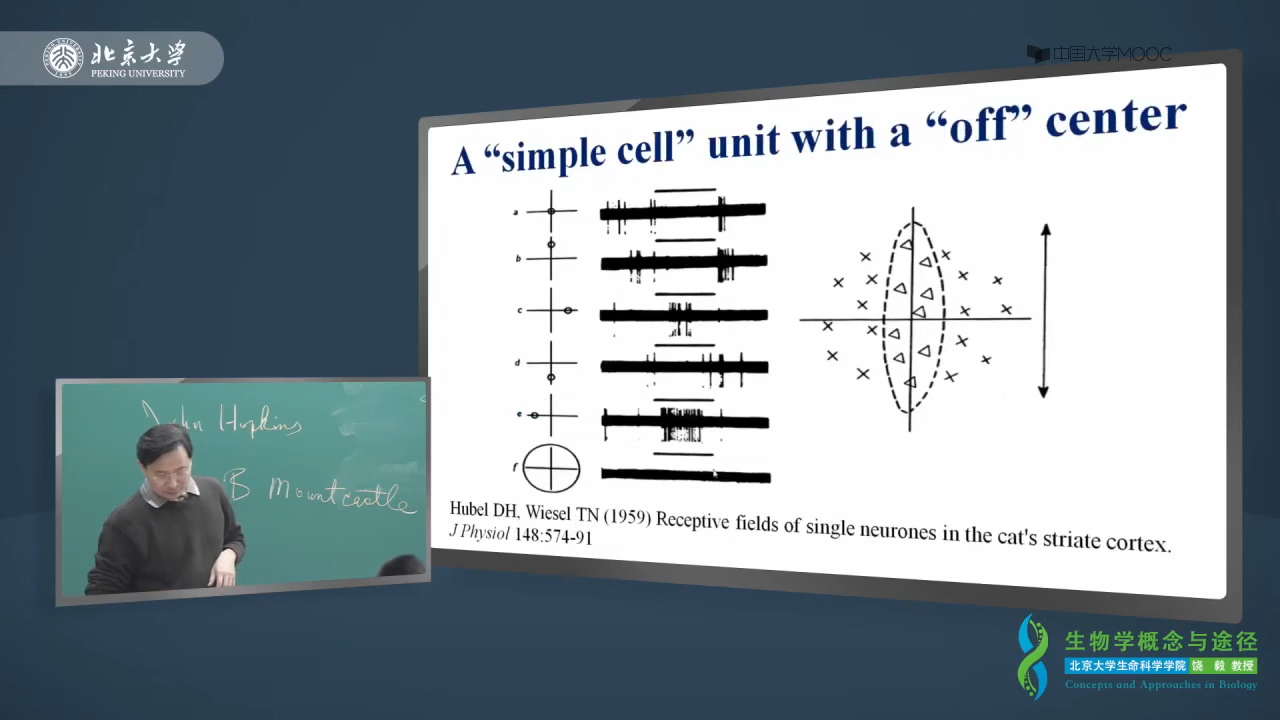 北京大学
PEKING UNIVERSITY
中国大学MOOC
A “simple cell” unit with a “off” center
a
b
c
d
e
f
Hubel DH, Wiesel TN (1959) Receptive fields of single neurones in the cat's striate cortex.
J Physiol 148:574-91
John Hopkins
B Mountcastle
生物学概念与途径
北京大学生命科学学院 饶 毅 教授
Concepts and Approaches in Biology